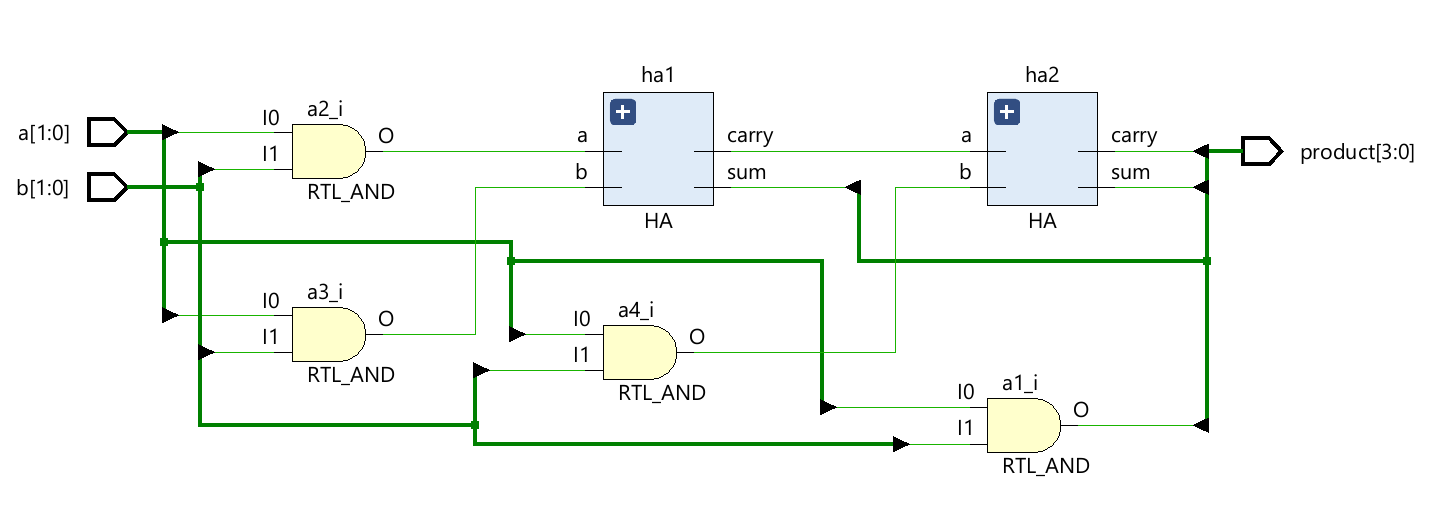 a[1:0]
b[1:0]
a2_i
I0
I1
O
RTL_AND
ha1
a
b
carry
sum
HA
ha2
a
b
carry
sum
HA
product[3:0]
a3_i
I0
I1
O
RTL_AND
a4_i
I0
I1
O
RTL_AND
a1_i
I0
I1
O
RTL_AND